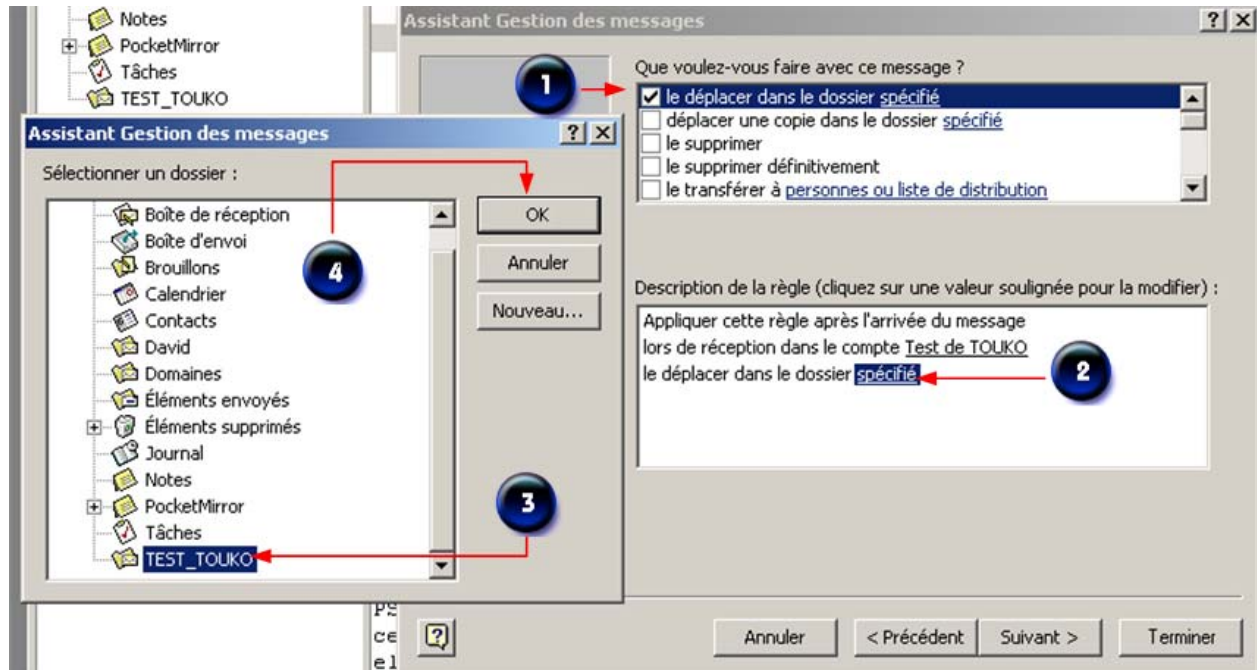 Notes
PocketMirror
Tâches
TEST_TOUKO
Assistant Gestion des messages
Sélectionner un dossier :
Boîte de réception
Boîte d'envoi
Brouillons
Calendrier
Contacts
David
Domaines
Éléments envoyés
Éléments supprimés
Journal
Notes
PocketMirror
Tâches
TEST_TOUKO
OK
Annuler
Nouveau...
4
3
Assistant Gestion des messages
1
Que voulez-vous faire avec ce message ?
le déplacer dans le dossier spécifié
déplacer une copie dans le dossier spécifié
le supprimer
le supprimer définitivement
le transférer à personnes ou liste de distribution
Description de la règle (cliquez sur une valeur soulignée pour la modifier) :
Appliquer cette règle après l'arrivée du message
lors de réception dans le compte Test de TOUKO
le déplacer dans le dossier spécifié
2
ce
el
Annuler
< Précédent
Suivant >
Terminer